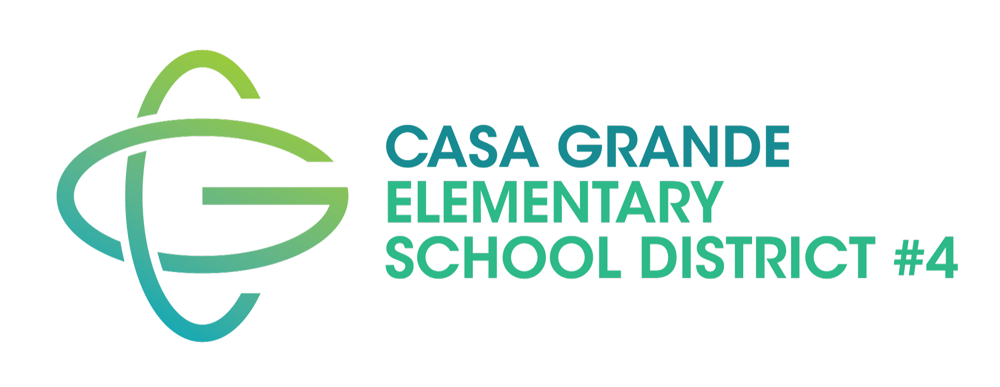 CASA GRANDE
ELEMENTARY
SCHOOL DISTRICT #4